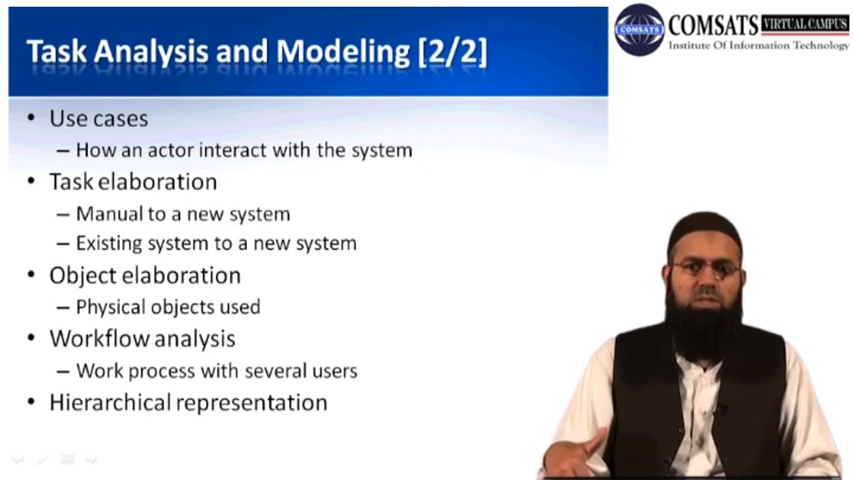 Task Analysis and Modeling [2/2]
COMSATS
COMSATS VIRTUAL CAMPUS
Institute Of Information Technology
• Use cases
– How an actor interact with the system
• Task elaboration
– Manual to a new system
– Existing system to a new system
• Object elaboration
– Physical objects used
• Workflow analysis
– Work process with several users
• Hierarchical representation